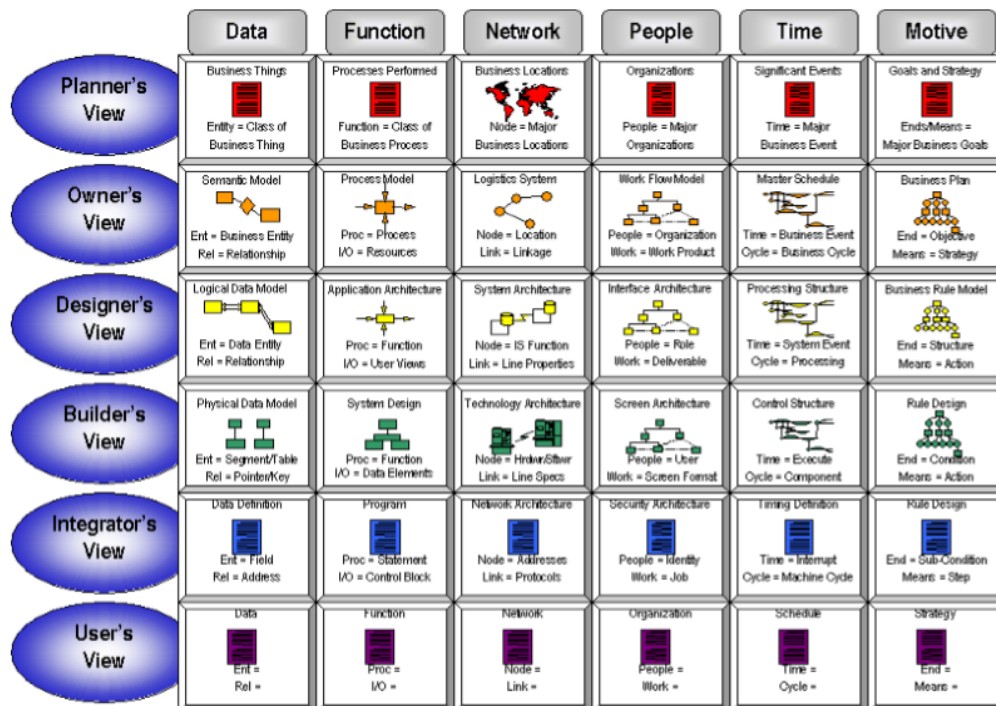 Data Function Network People Time Motive
Planner's View
Business Things
Entity = Class of
Business Thing
Processes Performed
Function = Class of
Business Process
Business Locations
Node = Major
Business Locations
Organizations
People = Major
Organizations
Significant Events
Time = Major
Business Event
Goals and Strategy
Ends/Means =
Major Business Goals
Owner's View
Semantic Model
Ent = Business Entity
Rel = Relationship
Process Model
Proc = Process
I/O = Resources
Logistics System
Node = Location
Link = Linkage
Work Flow Model
People = Organization
Work = Work Product
Master Schedule
Time = Business Event
Cycle = Business Cycle
Business Plan
End = Objective
Means = Strategy
Designer's View
Logical Data Model
Ent = Data Entity
Rel = Relationship
Application Architecture
Proc = Function
I/O = User Views
System Architecture
Node = IS Function
Link = Line Properties
Interface Architecture
People = Role
Work = Deliverable
Processing Structure
Time = System Event
Cycle = Processing
Business Rule Model
End = Structure
Means = Action
Builder's View
Physical Data Model
Ent = Segment/Table
Rel = Pointer/Key
System Design
Proc = Function
I/O = Data Elements
Technology Architecture
Node = Hrdwr/Sftwr
Link = Line Specs
Screen Architecture
People = User
Work = Screen Format
Control Structure
Time = Execute
Cycle = Component
Rule Design
End = Condition
Means = Action
Integrator's View
Data Definition
Ent = Field
Rel = Address
Program
Proc = Statement
I/O = Control Block
Network Architecture
Node = Addresses
Link = Protocols
Security Architecture
People = Identity
Work = Job
Timing Definition
Time = Interrupt
Cycle = Machine Cycle
Rule Design
End = Sub-Condition
Means = Step
User's View
Data
Ent =
Rel =
Function
Proc =
I/O =
Network
Node =
Link =
Organization
People =
Work =
Schedule
Time =
Cycle =
Strategy
End =
Means =